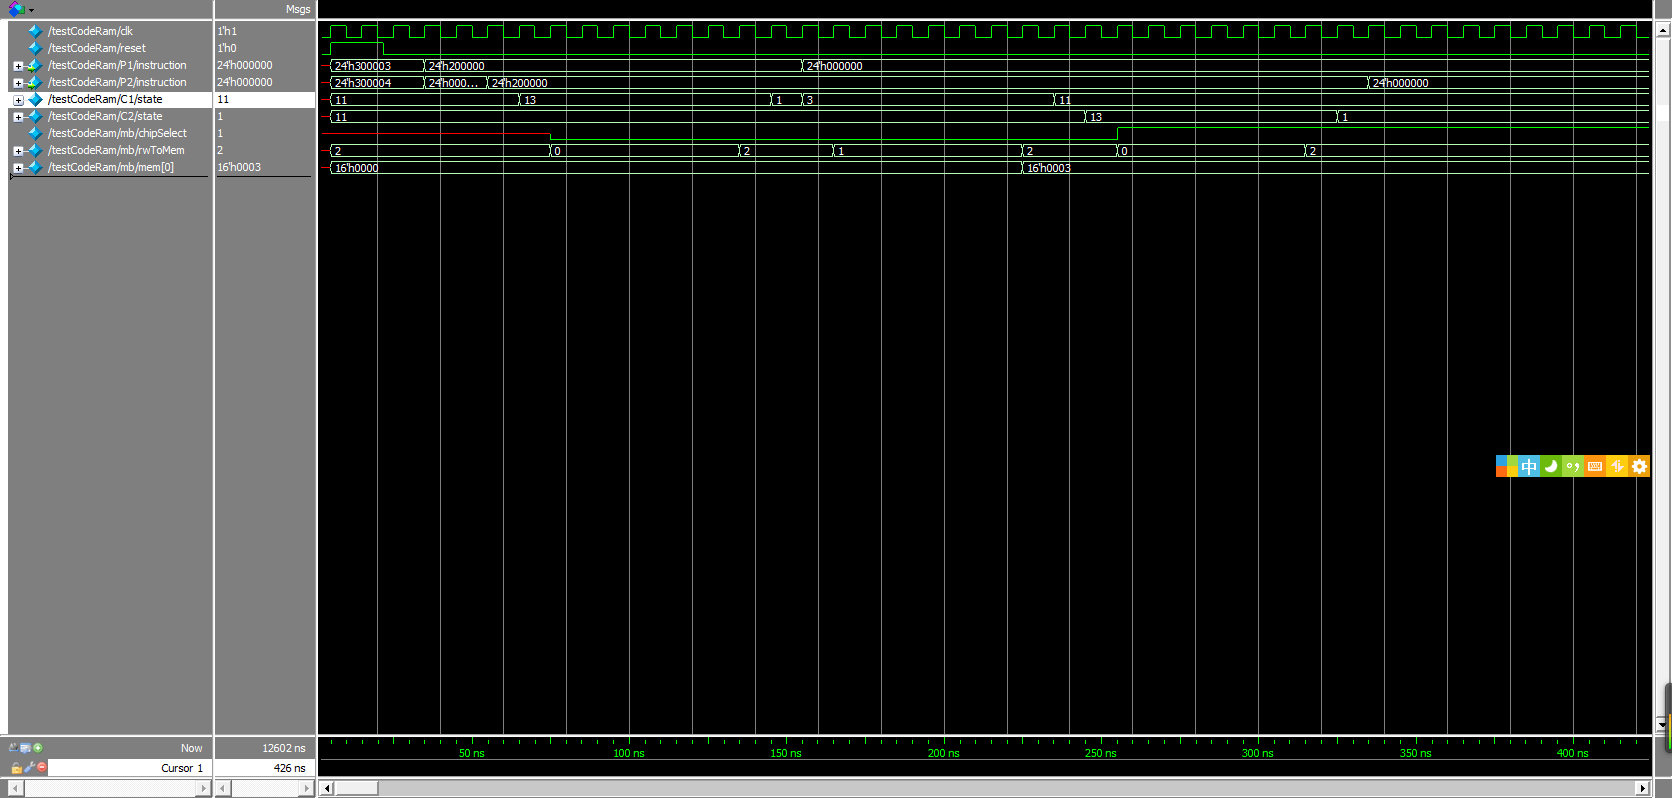 Msgs
/testCodeRam/clk 1'h1
/testCodeRam/reset 1'h0
/testCodeRam/P1/instruction 24'h000000 24'h300003 24'h200000 24'h000000
/testCodeRam/P2/instruction 24'h000000 24'h300004 24'h000... 24'h200000 24'h000000
/testCodeRam/C1/state 11 11 13 1 3 11
/testCodeRam/C2/state 1 11 13 1
/testCodeRam/mb/chipSelect 1
/testCodeRam/mb/rwToMem 2 2 0 2 1 2 0 2
/testCodeRam/mb/mem[0] 16'h0003 16'h0000 16'h0003
中
Now 12602 ns 50 ns 100 ns 150 ns 200 ns 250 ns 300 ns 350 ns 400 ns
Cursor 1 426 ns